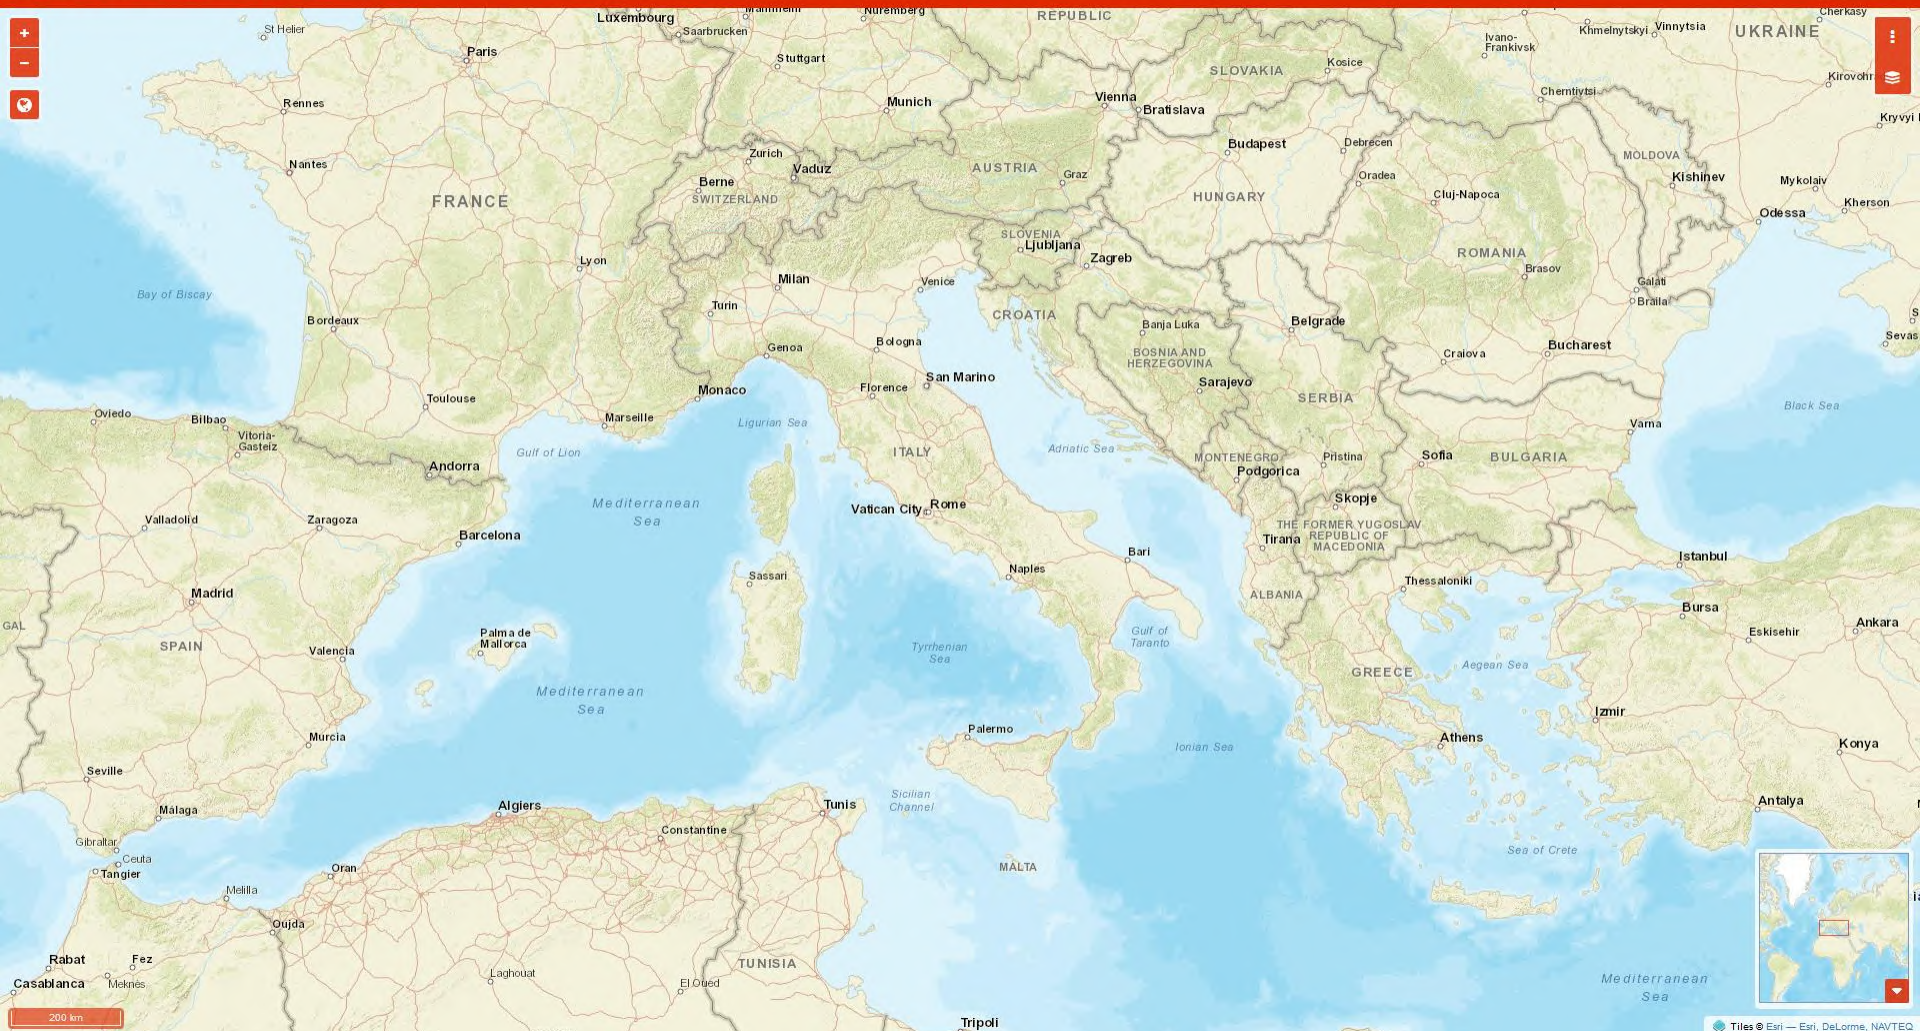 Luxembourg
Mannheim
Nuremberg
REPUBLIC
Cherkasy
St Helier
Saarbrucken
Khmelnytskyi
Vinnytsia
UKRAINE
+
−
Paris
Stuttgart
Ivano-
Frankivsk
Kosice
SLOVAKIA
Rennes
Munich
Vienna
Bratislava
Cherntivtsi
Kryvyi
Nantes
Zurich
Vaduz
Berne
SWITZERLAND
AUSTRIA
Graz
Budapest
Debrecen
Oradea
MOLDOVA
Kishinev
Mykolaiv
FRANCE
HUNGARY
Cluj-Napoca
Kherson
Odessa
SLOVENIA
Ljubljana
Zagreb
ROMANIA
Brasov
Lyon
Milan
Venice
Galati
Braila
Bay of Biscay
Turin
CROATIA
Bordeaux
Banja Luka
Belgrade
Genoa
Bologna
BOSNIA AND
HERZEGOVINA
Craiova
Bucharest
Sevas
San Marino
Sarajevo
Monaco
Florence
SERBIA
Toulouse
Black Sea
Oviedo
Bilbao
Marseille
Ligurian Sea
Varna
Vitoria-
Gasteiz
Gulf of Lion
ITALY
Adriatic Sea
MONTENEGRO
Pristina
Sofia
BULGARIA
Andorra
Podgorica
Mediterranean
Sea
Vatican City
Rome
Skopje
Valladolid
Zaragoza
THE FORMER YUGOSLAV
REPUBLIC OF
MACEDONIA
Barcelona
Tirana
Bari
Istanbul
Sassari
Naples
Thessaloniki
Madrid
ALBANIA
Bursa
GAL
Palma de
Mallorca
Gulf of
Taranto
Eskisehir
Ankara
SPAIN
Valencia
Tyrrhenian
Sea
Aegean Sea
GREECE
Mediterranean
Sea
Izmir
Palermo
Murcia
Ionian Sea
Athens
Konya
Seville
Sicilian
Channel
Málaga
Algiers
Tunis
Antalya
Constantine
Gibraltar
Ceuta
Sea of Crete
Tangier
Oran
MALTA
Melilla
Oujda
Rabat
Fez
TUNISIA
Laghouat
El Oued
Meknès
Casablanca
Mediterranean
Sea
200 km
Tripoli
Tiles © Esri — Esri, DeLorme, NAVTEQ